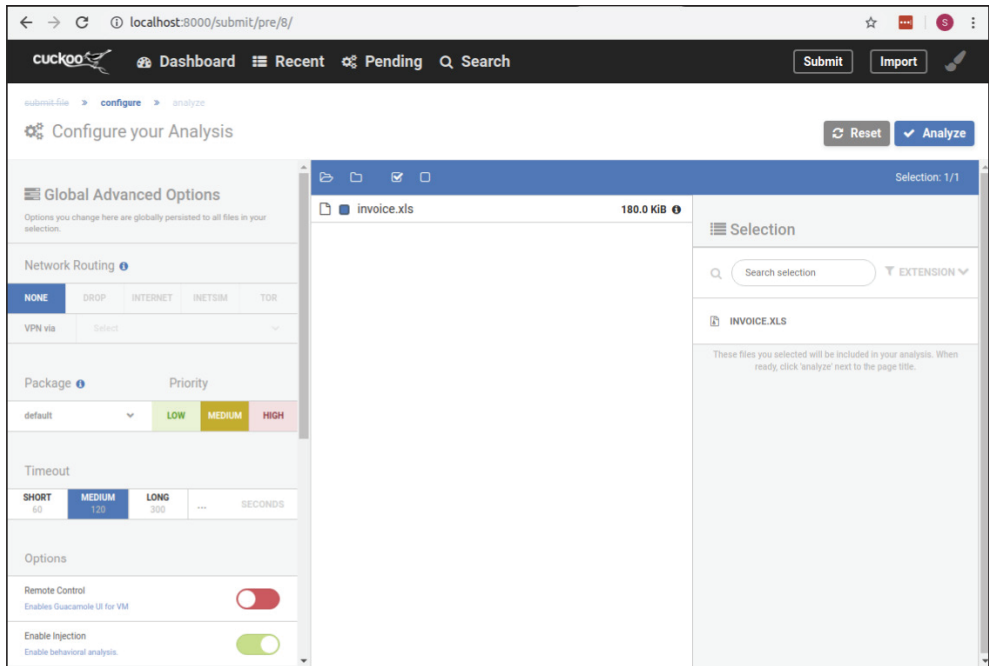 localhost:8000/submit/pre/8/
S
cuckoo Dashboard Recent Pending Search Submit Import
submit file » configure » analyze
Configure your Analysis Reset Analyze
Global Advanced Options
Options you change here are globally persisted to all files in your
selection.
Network Routing
NONE DROP INTERNET INETSIM TOR
VPN via Select
Package Priority
default LOW MEDIUM HIGH
Timeout
SHORT MEDIUM LONG
60 120 300 ... SECONDS
Options
Remote Control
Enables Guacamole UI for VM
Enable Injection
Enable behavioral analysis.
Selection: 1/1
invoice.xls 180.0 KiB
Selection
Search selection EXTENSION
INVOICE.XLS
These files you selected will be included in your analysis. When
ready, click 'analyze' next to the page title.